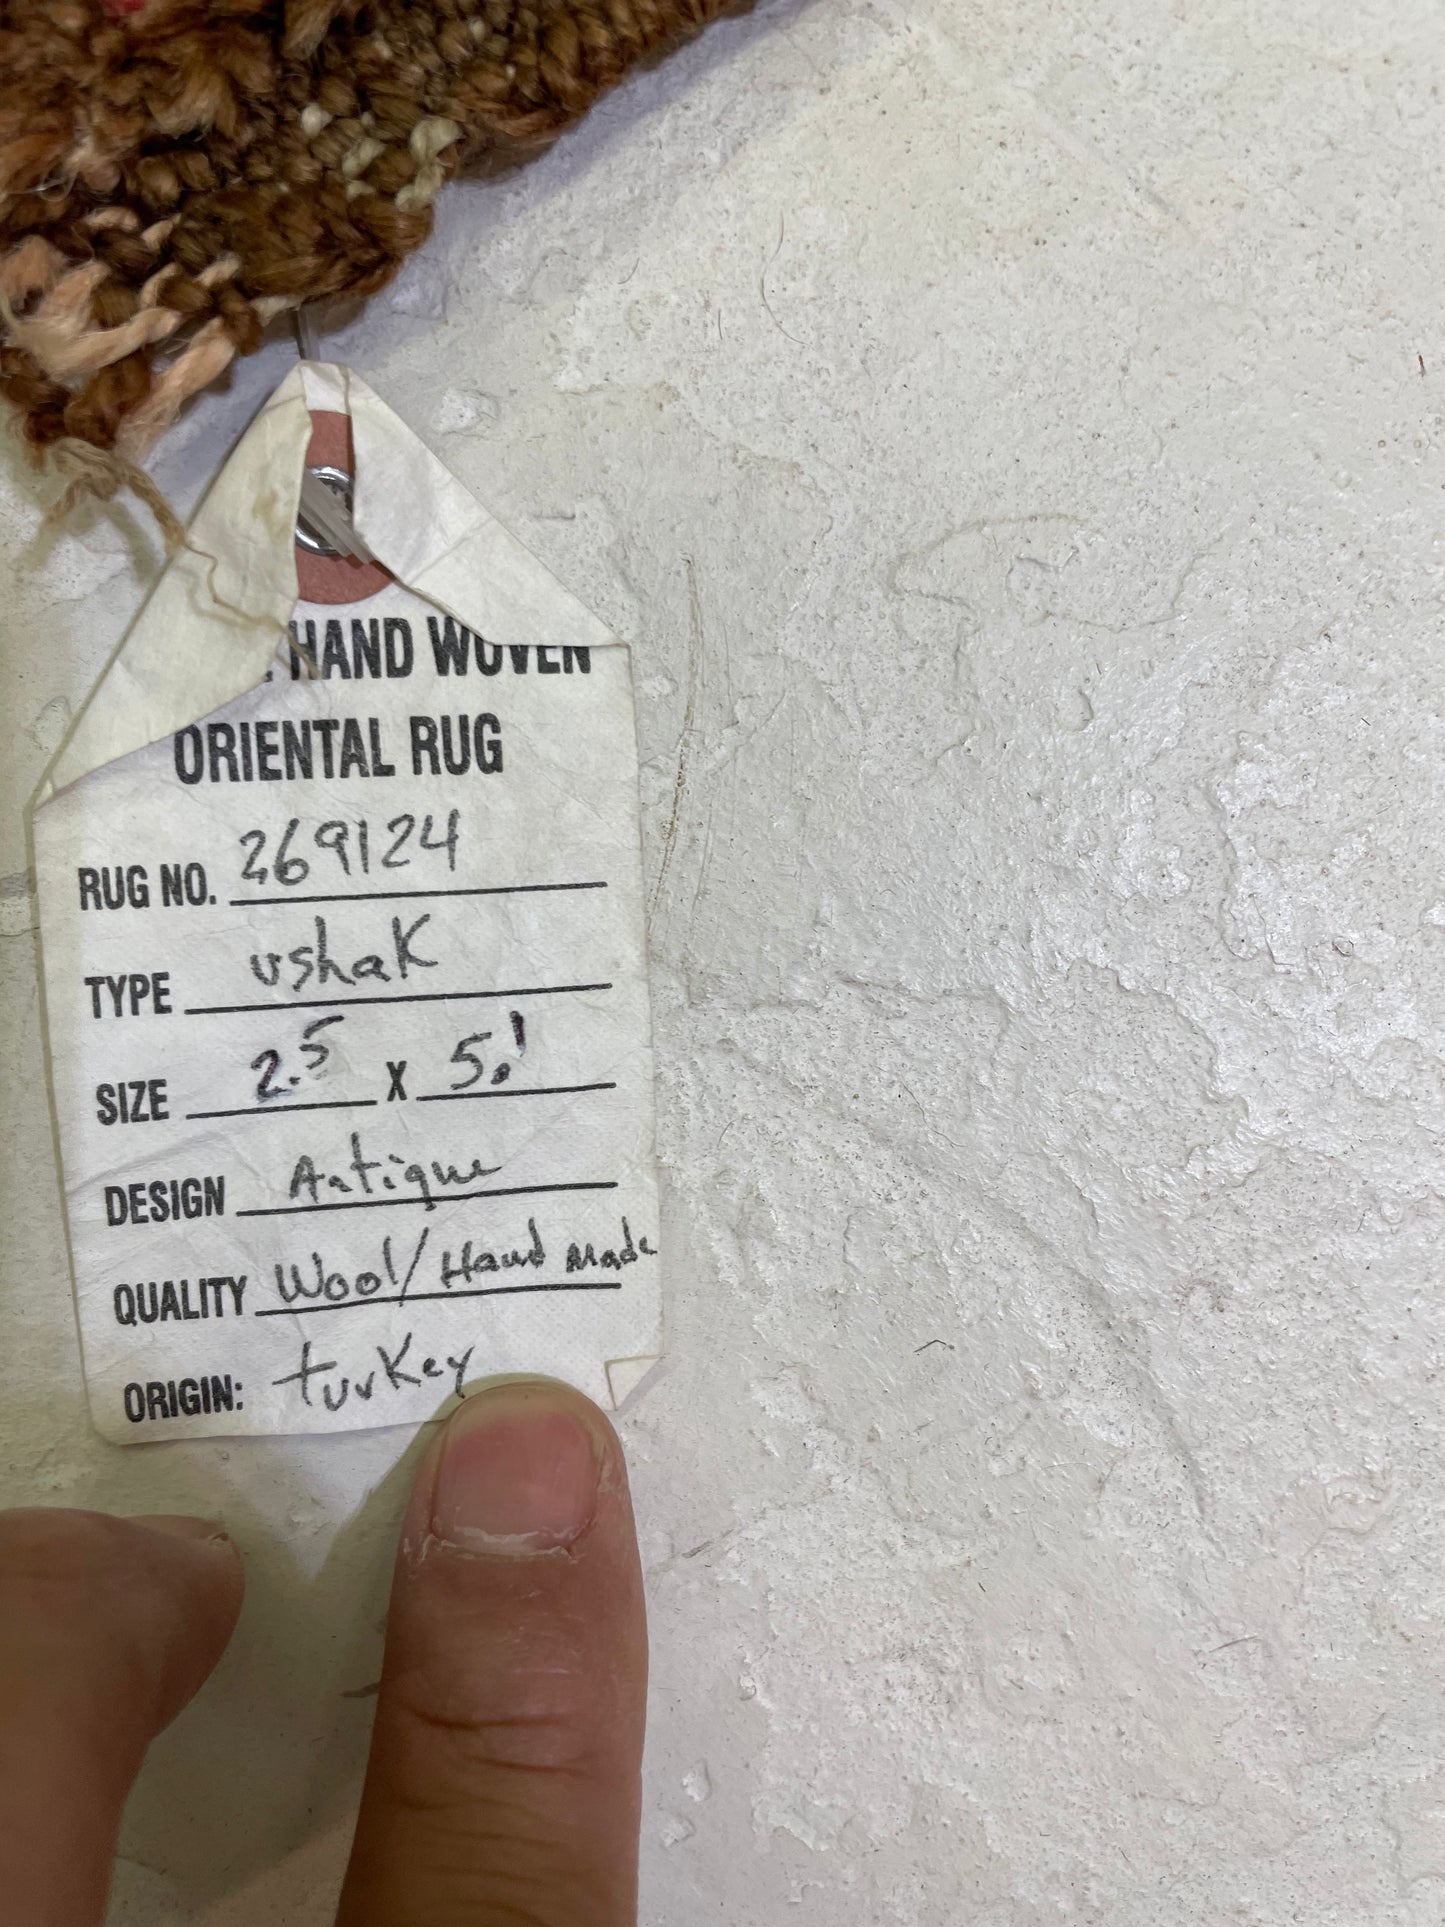 HAND WOVEN
ORIENTAL RUG
RUG NO. 269124
TYPE ushak
SIZE 2.5 X 5.1
DESIGN Antique
QUALITY Wool/Hand made
ORIGIN: turkey